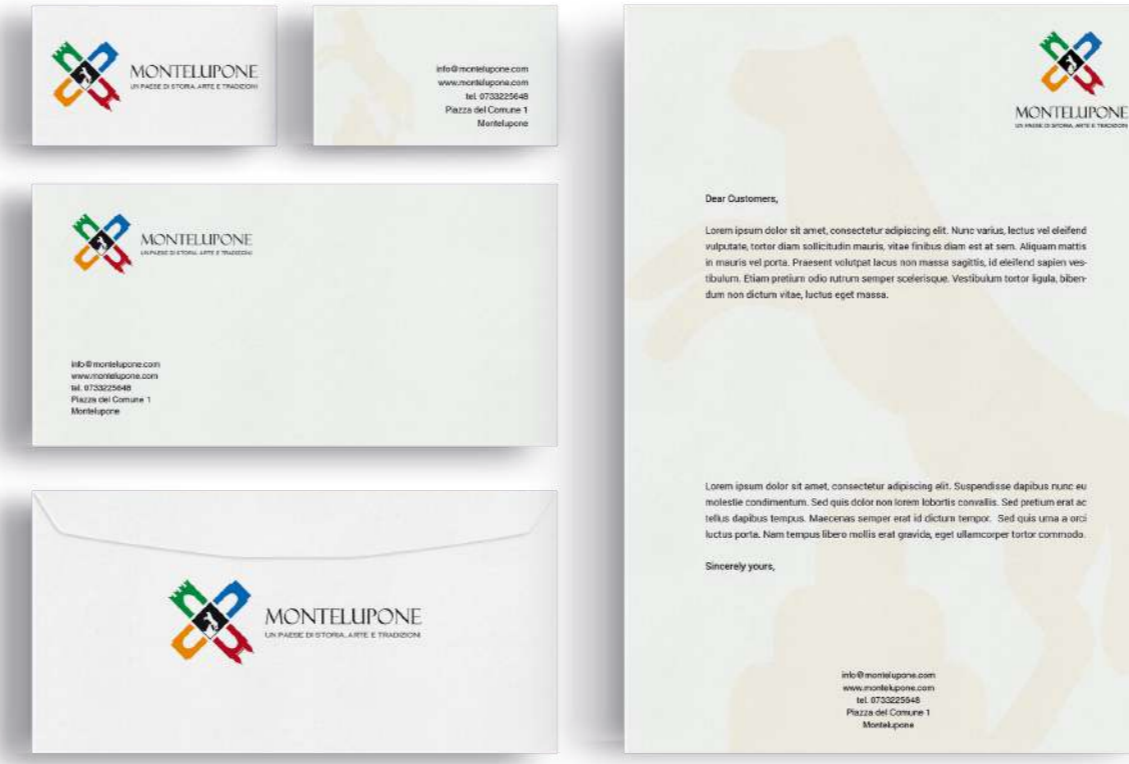 MONTELUPONE
UN PAESE DI STORIA, ARTE E TRADIZIONI
info@montelupone.com
www.montelupone.com
tel. 0733225648
Piazza del Comune 1
Montelupone
MONTELUPONE
UN PAESE DI STORIA, ARTE E TRADIZIONI
info@montelupone.com
www.montelupone.com
tel. 0733225648
Piazza del Comune 1
Montelupone
MONTELUPONE
UN PAESE DI STORIA, ARTE E TRADIZIONI
MONTELUPONE
UN PAESE DI STORIA, ARTE E TRADIZIONI
Dear Customers,
Lorem ipsum dolor sit amet, consectetur adipiscing elit. Nunc varius, lectus vel eleifend
vulputate, tortor diam sollicitudin mauris, vitae finibus diam est at sem. Aliquam mattis
in mauris vel porta. Praesent volutpat lacus non massa sagittis, id eleifend sapien ves-
tibulum. Etiam pretium odio rutrum semper scelerisque. Vestibulum tortor ligula, biben-
dum non dictum vitae, luctus eget massa.
Lorem ipsum dolor sit amet, consectetur adipiscing elit. Suspendisse dapibus nunc eu
molestie condimentum. Sed quis dolor non lorem lobortis convallis. Sed pretium erat ac
tellus dapibus tempus. Maecenas semper erat id dictum tempor. Sed quis urna a orci
luctus porta. Nam tempus libero mollis erat gravida, eget ullamcorper tortor commodo.
Sincerely yours,
info@montelupone.com
www.montelupone.com
tel. 0733225648
Piazza del Comune 1
Montelupone